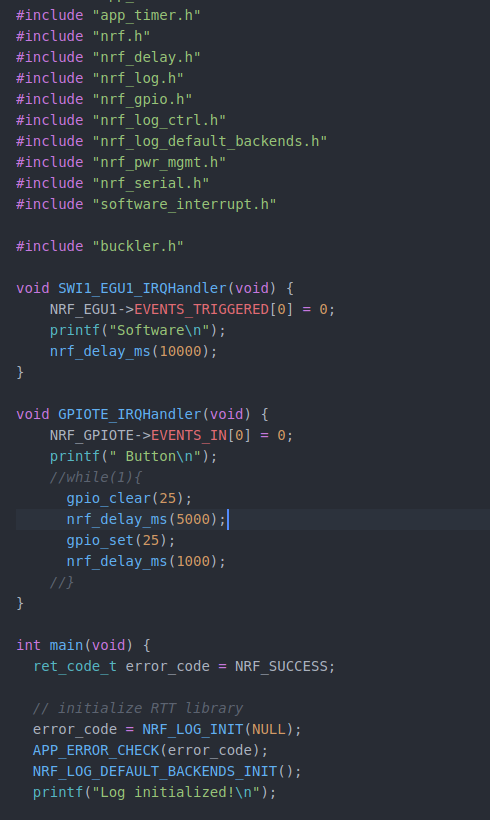 #include "app_timer.h"
#include "nrf.h"
#include "nrf_delay.h"
#include "nrf_log.h"
#include "nrf_gpio.h"
#include "nrf_log_ctrl.h"
#include "nrf_log_default_backends.h"
#include "nrf_pwr_mgmt.h"
#include "nrf_serial.h"
#include "software_interrupt.h"

#include "buckler.h"

void SWI1_EGU1_IRQHandler(void) {
    NRF_EGU1->EVENTS_TRIGGERED[0] = 0;
    printf("Software\n");
    nrf_delay_ms(10000);
}

void GPIOTE_IRQHandler(void) {
    NRF_GPIOTE->EVENTS_IN[0] = 0;
    printf(" Button\n");
    //while(1){
      gpio_clear(25);
      nrf_delay_ms(5000);
      gpio_set(25);
      nrf_delay_ms(1000);
    //}
}

int main(void) {
  ret_code_t error_code = NRF_SUCCESS;

  // initialize RTT library
  error_code = NRF_LOG_INIT(NULL);
  APP_ERROR_CHECK(error_code);
  NRF_LOG_DEFAULT_BACKENDS_INIT();
  printf("Log initialized!\n");